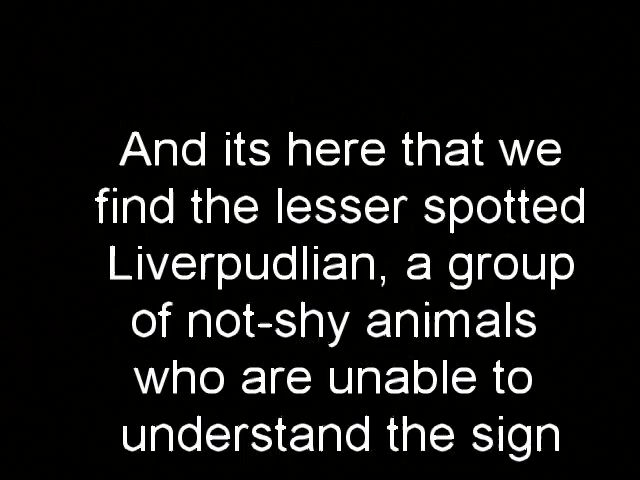 And its here that we
find the lesser spotted
Liverpudlian, a group
of not-shy animals
who are unable to
understand the sign